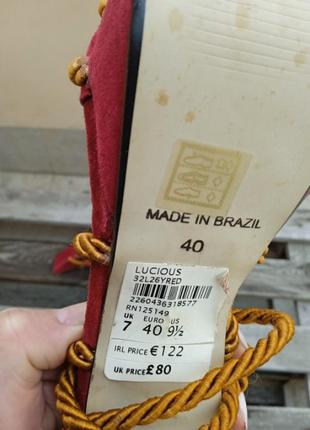 MADE IN BRAZIL
40
LUCIOUS
32L26YRED
2260436318577
RN125149
UK EURO US
7 40 9½
IRL PRICE €122
UK PRICE £80